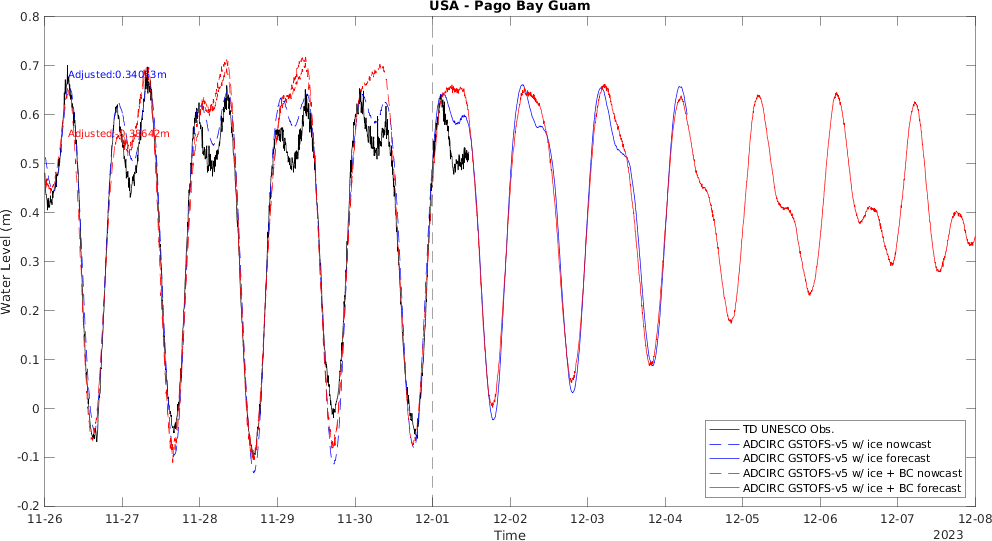 USA - Pago Bay Guam
0.8
0.7
0.6
0.5
0.4
0.3
0.2
0.1
0
-0.1
-0.2
Water Level (m)
Adjusted:
Adjusted:
TD UNESCO Obs.
ADCIRC GSTOFS-v5 w/ ice nowcast
ADCIRC GSTOFS-v5 w/ ice forecast
ADCIRC GSTOFS-v5 w/ ice + BC nowcast
ADCIRC GSTOFS-v5 w/ ice + BC forecast
11-26 11-27 11-28 11-29 11-30 12-01 12-02 12-03 12-04 12-05 12-06 12-07 12-08
Time
2023